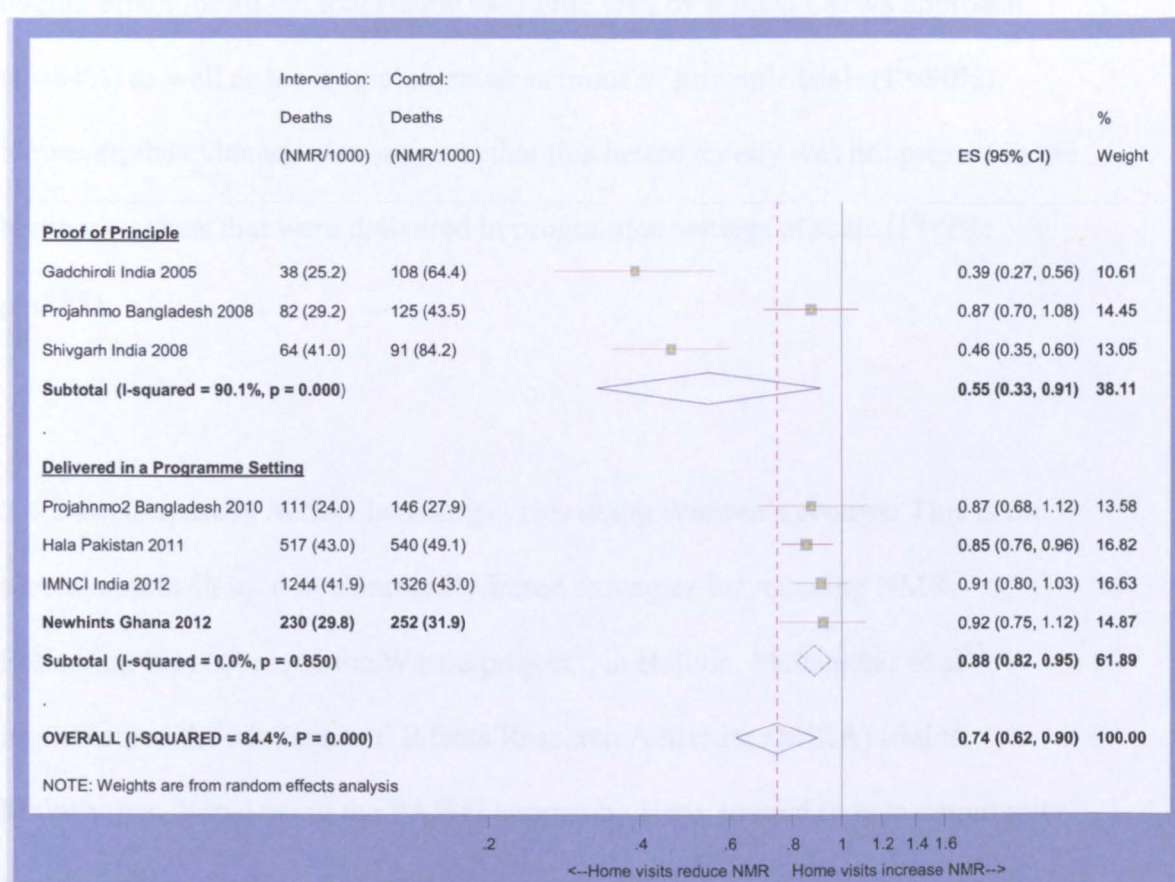 Intervention: Control:
Deaths Deaths %
(NMR/1000) (NMR/1000) ES (95% CI) Weight
Proof of Principle
Gadchiroli India 2005 38 (25.2) 108 (64.4) 0.39 (0.27, 0.56) 10.61
Projahnmo Bangladesh 2008 82 (29.2) 125 (43.5) 0.87 (0.70, 1.08) 14.45
Shivgarh India 2008 64 (41.0) 91 (84.2) 0.46 (0.35, 0.60) 13.05
Subtotal (I-squared = 90.1%, p = 0.000) 0.55 (0.33, 0.91) 38.11
.
Delivered in a Programme Setting
Projahnmo2 Bangladesh 2010 111 (24.0) 146 (27.9) 0.87 (0.68, 1.12) 13.58
Hala Pakistan 2011 517 (43.0) 540 (49.1) 0.85 (0.76, 0.96) 16.82
IMNCI India 2012 1244 (41.9) 1326 (43.0) 0.91 (0.80, 1.03) 16.63
Newhints Ghana 2012 230 (29.8) 252 (31.9) 0.92 (0.75, 1.12) 14.87
Subtotal (I-squared = 0.0%, p = 0.850) 0.88 (0.82, 0.95) 61.89
.
OVERALL (I-SQUARED = 84.4%, P = 0.000) 0.74 (0.62, 0.90) 100.00
NOTE: Weights are from random effects analysis
.2 .4 .6 .8 1 1.2 1.4 1.6
<--Home visits reduce NMR Home visits increase NMR-->